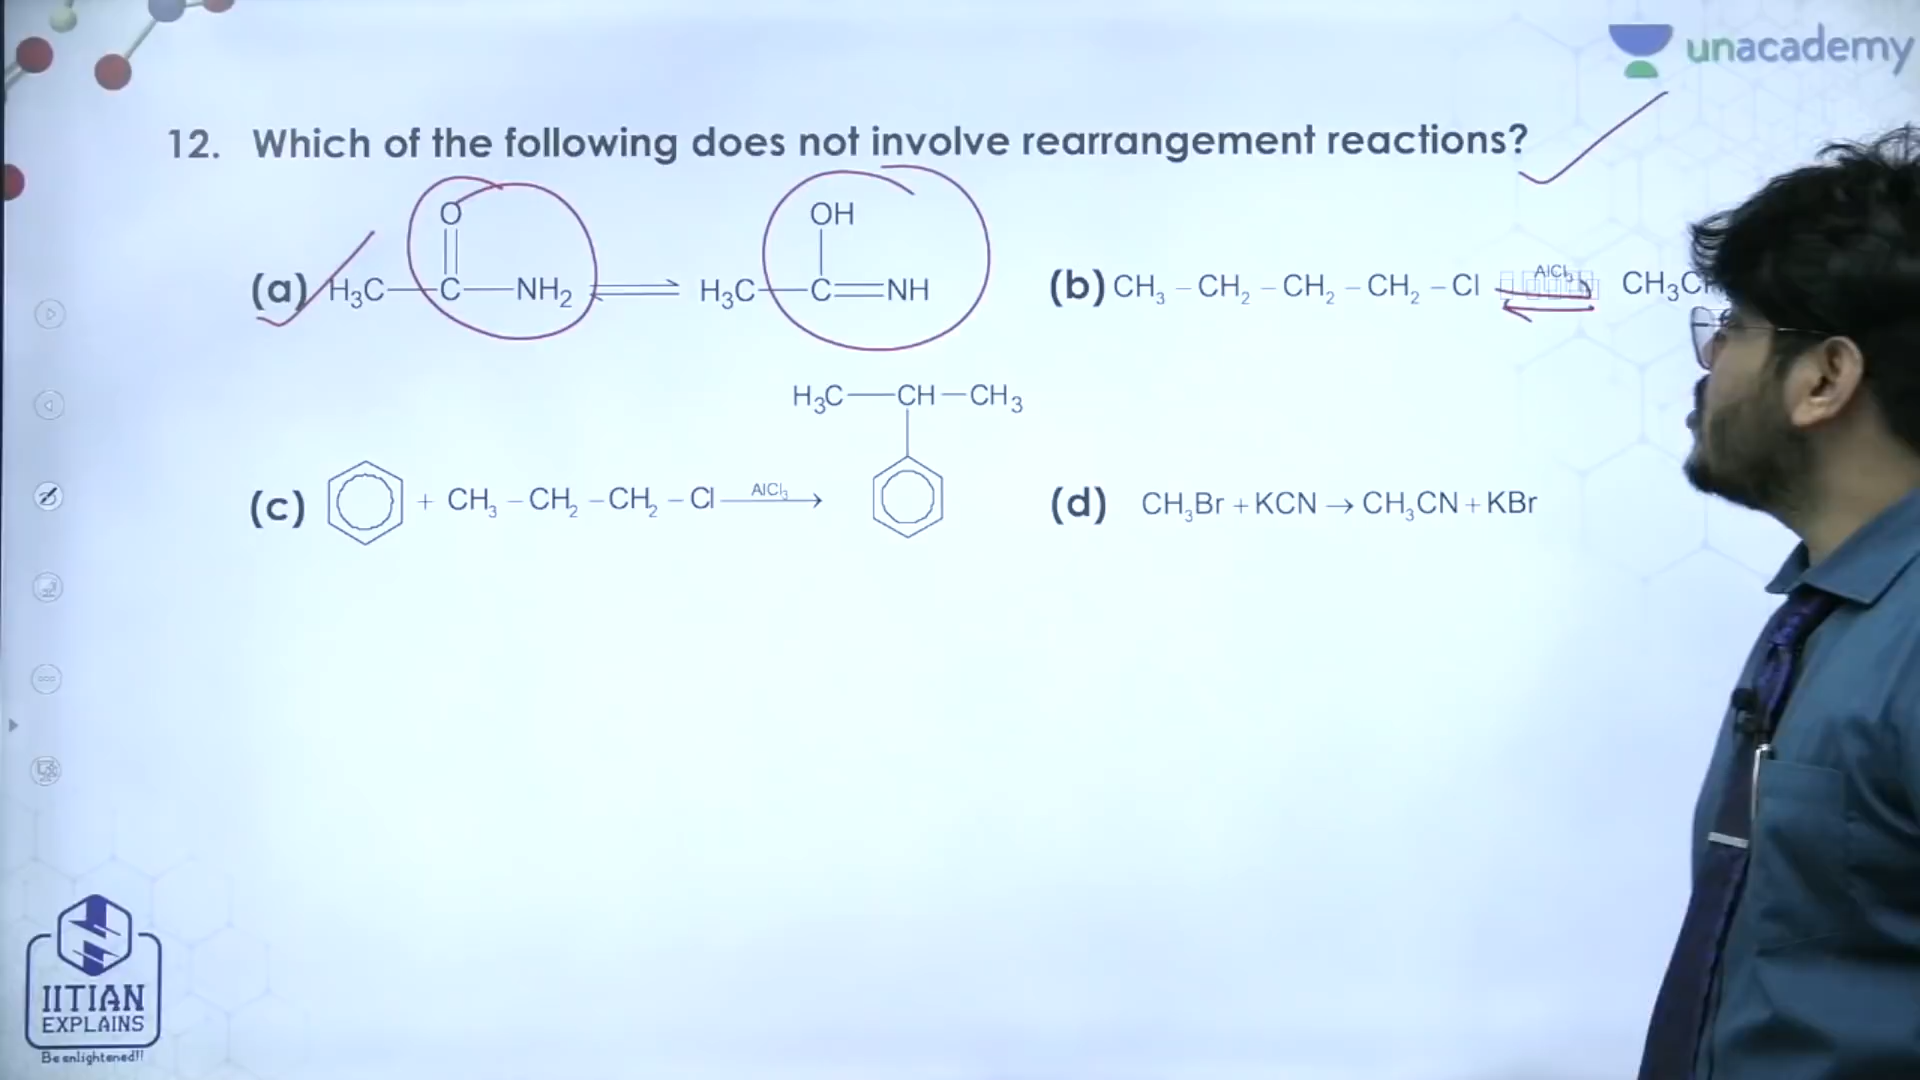 unacademy
12. Which of the following does not involve rearrangement reactions?
O
OH
(a) H₃C—C—NH₂ ⇌ H₃C—C=NH
(b) CH₃ – CH₂ – CH₂ – CH₂ – Cl AlCl₃
H₃C—CH—CH₃
(c) + CH₃ – CH₂ – CH₂ – Cl AlCl₃ →
(d) CH₃Br + KCN → CH₃CN + KBr
IITIAN
EXPLAINS
Be enlightened!!